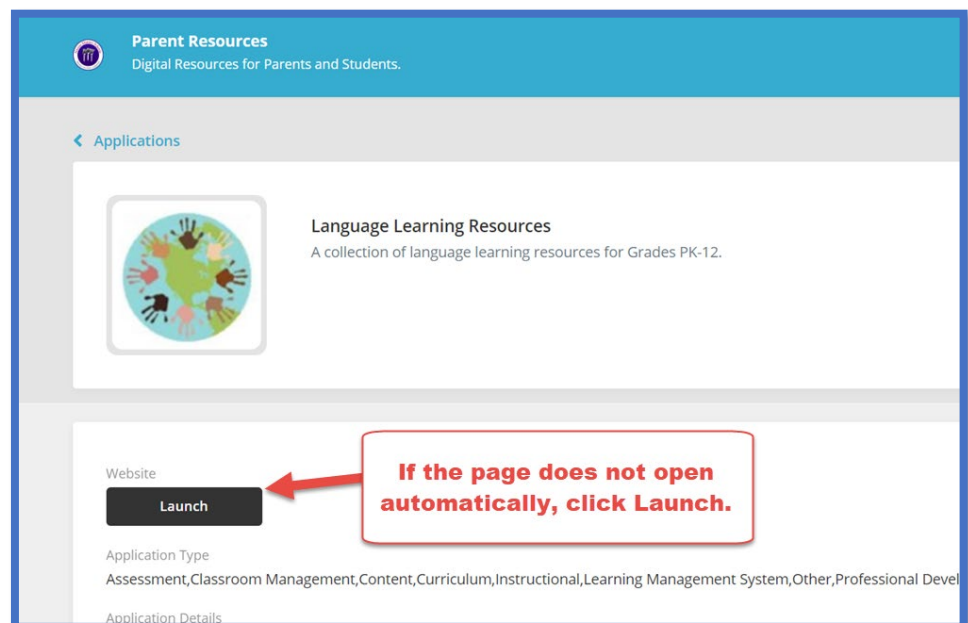 Parent Resources
Digital Resources for Parents and Students.
Applications
Language Learning Resources
A collection of language learning resources for Grades PK-12.
Website
Launch
If the page does not open
automatically, click Launch.
Application Type
Assessment,Classroom Management,Content,Curriculum,Instructional,Learning Management System,Other,Professional Devel
Application Details